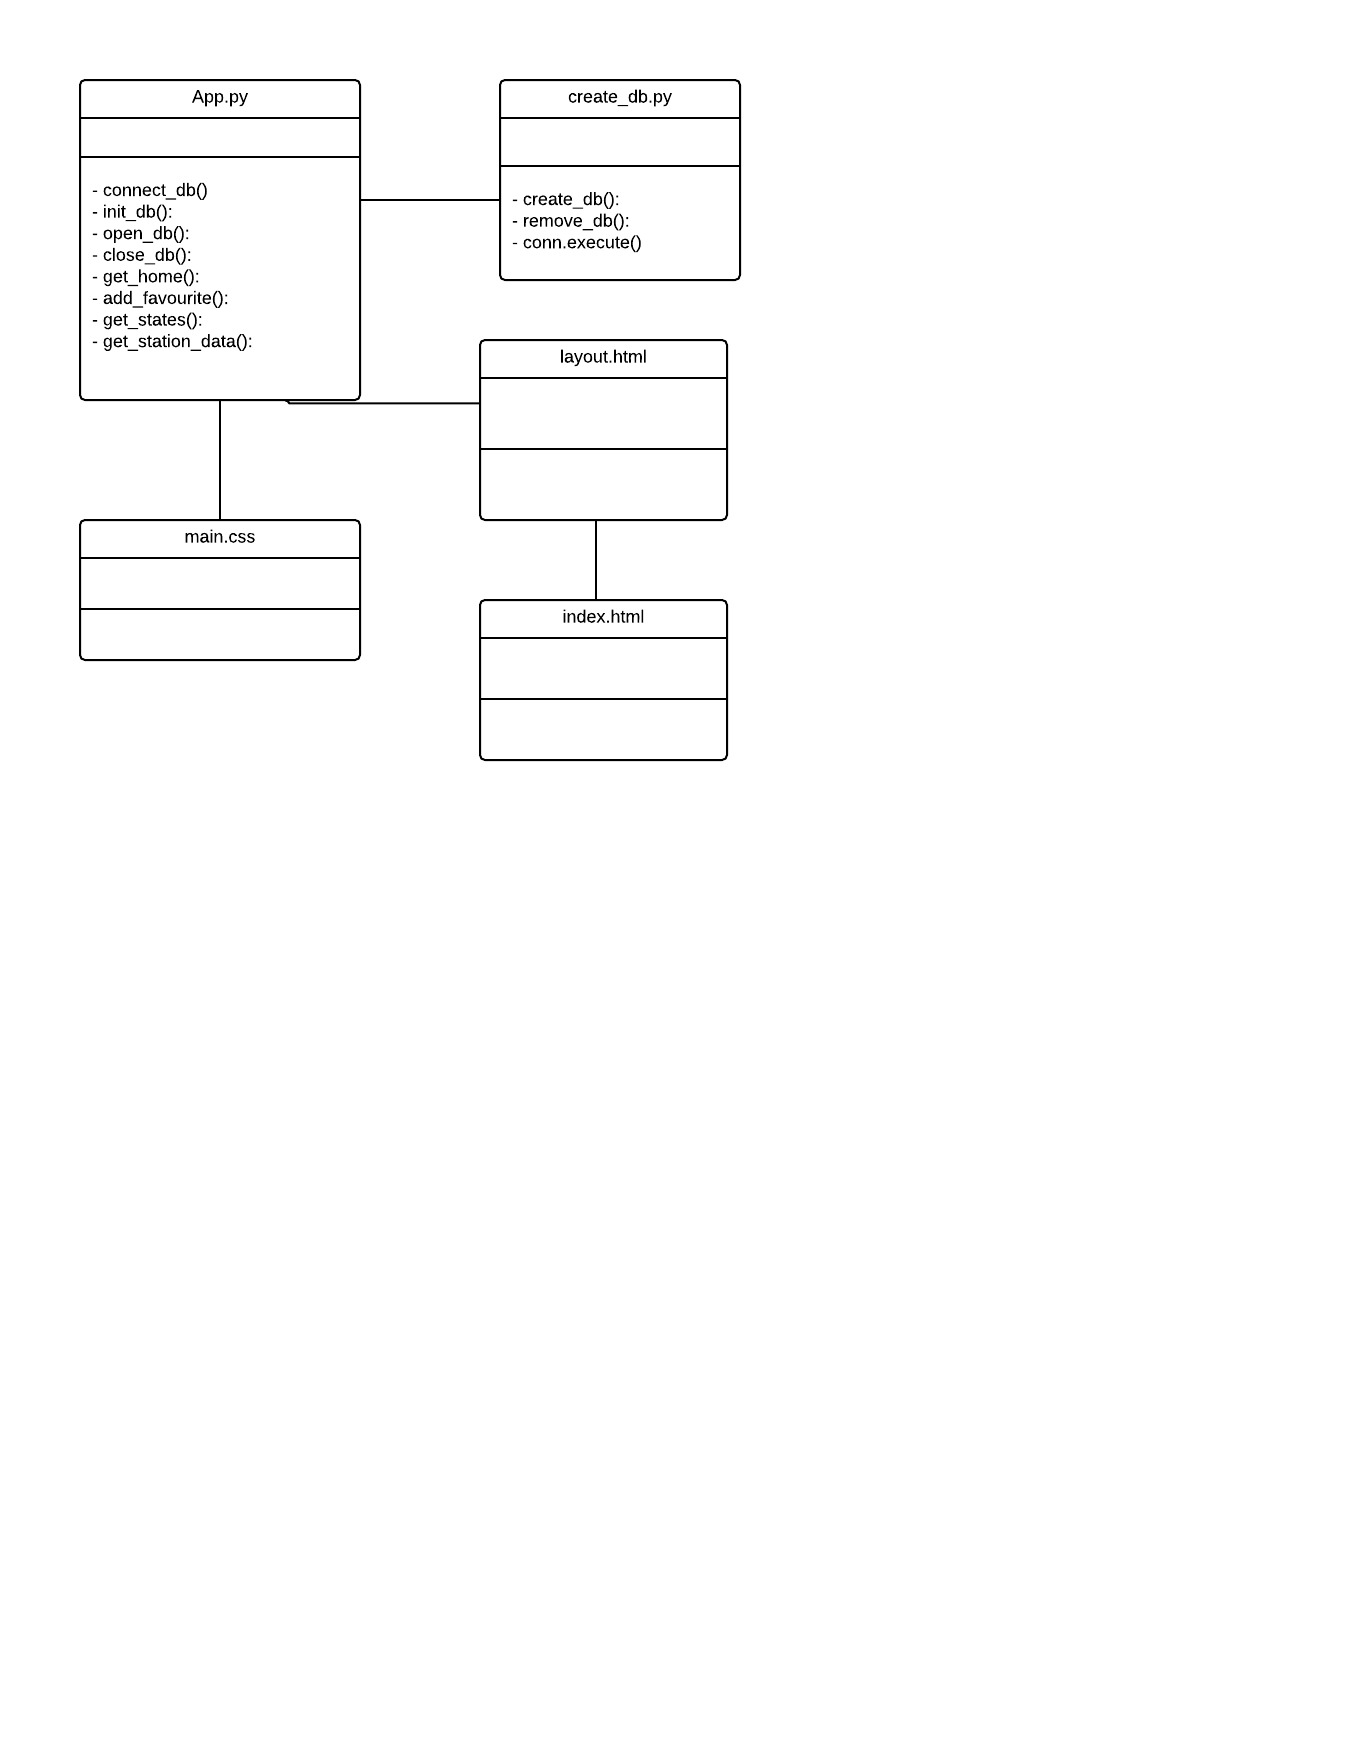 App.py
- connect_db()
- init_db():
- open_db():
- close_db():
- get_home():
- add_favourite():
- get_states():
- get_station_data():
create_db.py
- create_db():
- remove_db():
- conn.execute()
layout.html
main.css
index.html